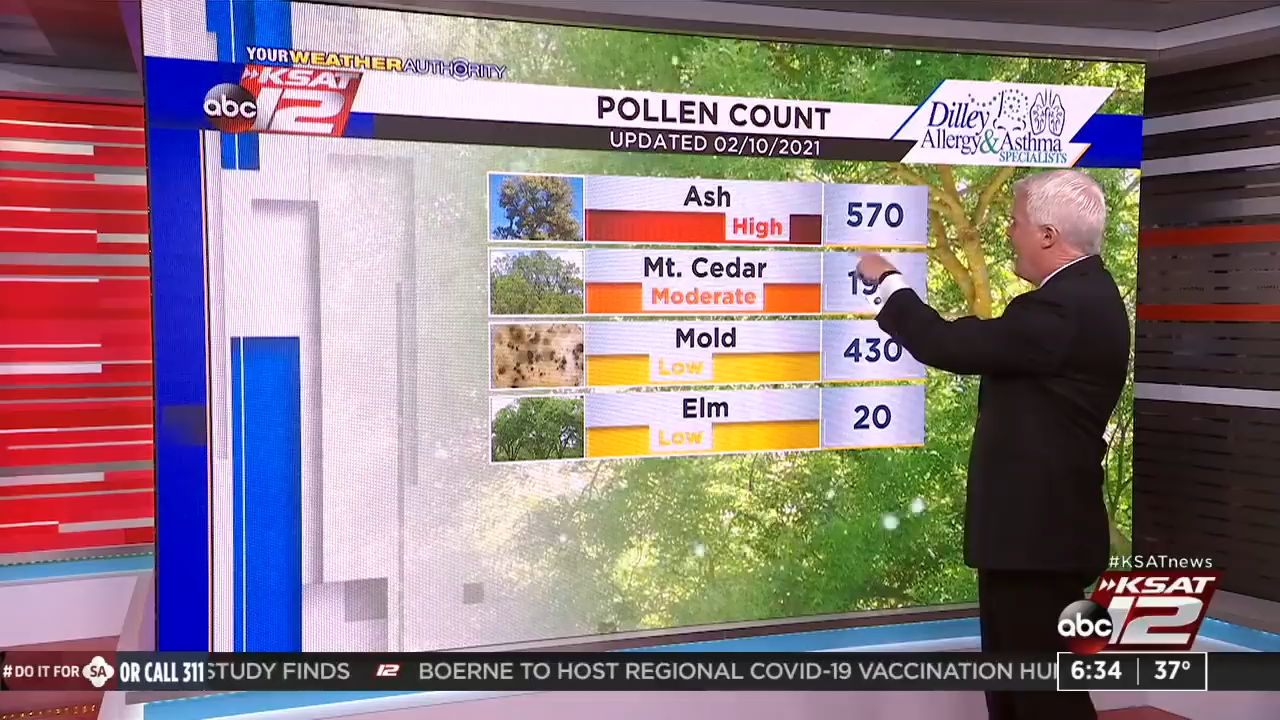 YOUR WEATHER AUTHORITY
abc KSAT 12
POLLEN COUNT
UPDATED 02/10/2021
Dilley
Allergy & Asthma
SPECIALISTS
Ash
High
570
Mt. Cedar
Moderate
Mold
Low
430
Elm
Low
20
#KSATnews
KSAT
abc 12
#DO IT FOR SA OR CALL 311 STUDY FINDS 12 BOERNE TO HOST REGIONAL COVID-19 VACCINATION
6:34 37°